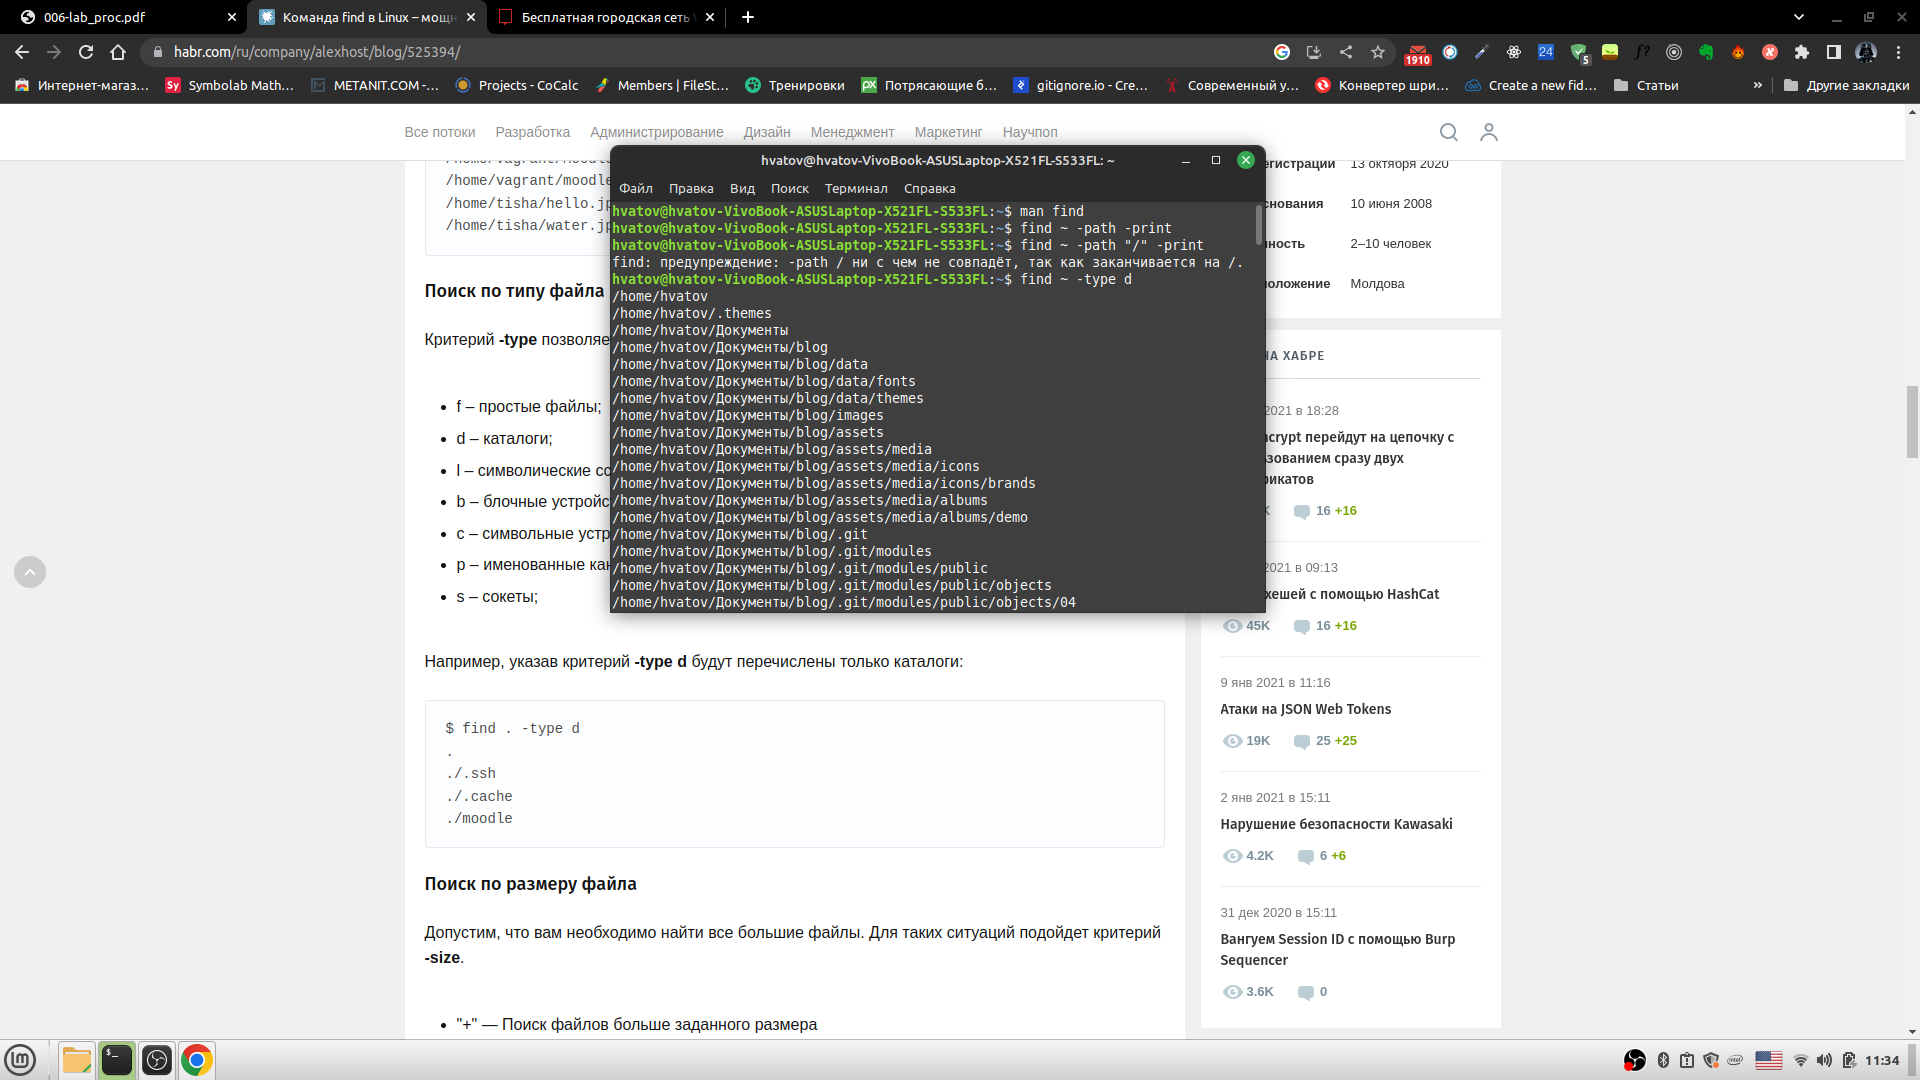 006-lab_proc.pdf
Команда find в Linux – мощн
Бесплатная городская сеть
habr.com/ru/company/alexhost/blog/525394/
1910
24
f?
5
Интернет-магаз...
Sy Symbolab Math...
METANIT.COM -...
Projects - CoCalc
Members | FileSt...
Тренировки
px Потрясающие б...
gitignore.io - Cre...
Современный у...
Конвертер шри...
Create a new fid...
Статьи
»
Другие закладки
Все потоки Разработка Администрирование Дизайн Менеджмент Маркетинг Научпоп
/home/vagrant/moodle
/home/vagrant/moodle
/home/tisha/hello.jp
/home/tisha/water.jp
Поиск по типу файла
Критерий -type позволяе
f – простые файлы;
d – каталоги;
l – символические со
b – блочные устройс
c – символьные устр
p – именованные кан
s – сокеты;
Например, указав критерий -type d будут перечислены только каталоги:
$ find . -type d
.
./.ssh
./.cache
./moodle
Поиск по размеру файла
Допустим, что вам необходимо найти все большие файлы. Для таких ситуаций подойдет критерий
-size.
"+" — Поиск файлов больше заданного размера
hvatov@hvatov-VivoBook-ASUSLaptop-X521FL-S533FL: ~
Файл Правка Вид Поиск Терминал Справка
hvatov@hvatov-VivoBook-ASUSLaptop-X521FL-S533FL:~$ man find
hvatov@hvatov-VivoBook-ASUSLaptop-X521FL-S533FL:~$ find ~ -path -print
hvatov@hvatov-VivoBook-ASUSLaptop-X521FL-S533FL:~$ find ~ -path "/" -print
find: предупреждение: -path / ни с чем не совпадёт, так как заканчивается на /.
hvatov@hvatov-VivoBook-ASUSLaptop-X521FL-S533FL:~$ find ~ -type d
/home/hvatov
/home/hvatov/.themes
/home/hvatov/Документы
/home/hvatov/Документы/blog
/home/hvatov/Документы/blog/data
/home/hvatov/Документы/blog/data/fonts
/home/hvatov/Документы/blog/data/themes
/home/hvatov/Документы/blog/images
/home/hvatov/Документы/blog/assets
/home/hvatov/Документы/blog/assets/media
/home/hvatov/Документы/blog/assets/media/icons
/home/hvatov/Документы/blog/assets/media/icons/brands
/home/hvatov/Документы/blog/assets/media/albums
/home/hvatov/Документы/blog/assets/media/albums/demo
/home/hvatov/Документы/blog/.git
/home/hvatov/Документы/blog/.git/modules
/home/hvatov/Документы/blog/.git/modules/public
/home/hvatov/Документы/blog/.git/modules/public/objects
/home/hvatov/Документы/blog/.git/modules/public/objects/04
егистрации 13 октября 2020
снования 10 июня 2008
ность 2–10 человек
оложение Молдова
НА ХАБРЕ
2021 в 18:28
ncrypt перейдут на цепочку с
зованием сразу двух
рикатов
K 16 +16
2021 в 09:13
хешей с помощью HashCat
45K 16 +16
9 янв 2021 в 11:16
Атаки на JSON Web Tokens
19K 25 +25
2 янв 2021 в 15:11
Нарушение безопасности Kawasaki
4.2K 6 +6
31 дек 2020 в 15:11
Вангуем Session ID с помощью Burp
Sequencer
3.6K 0
11:34